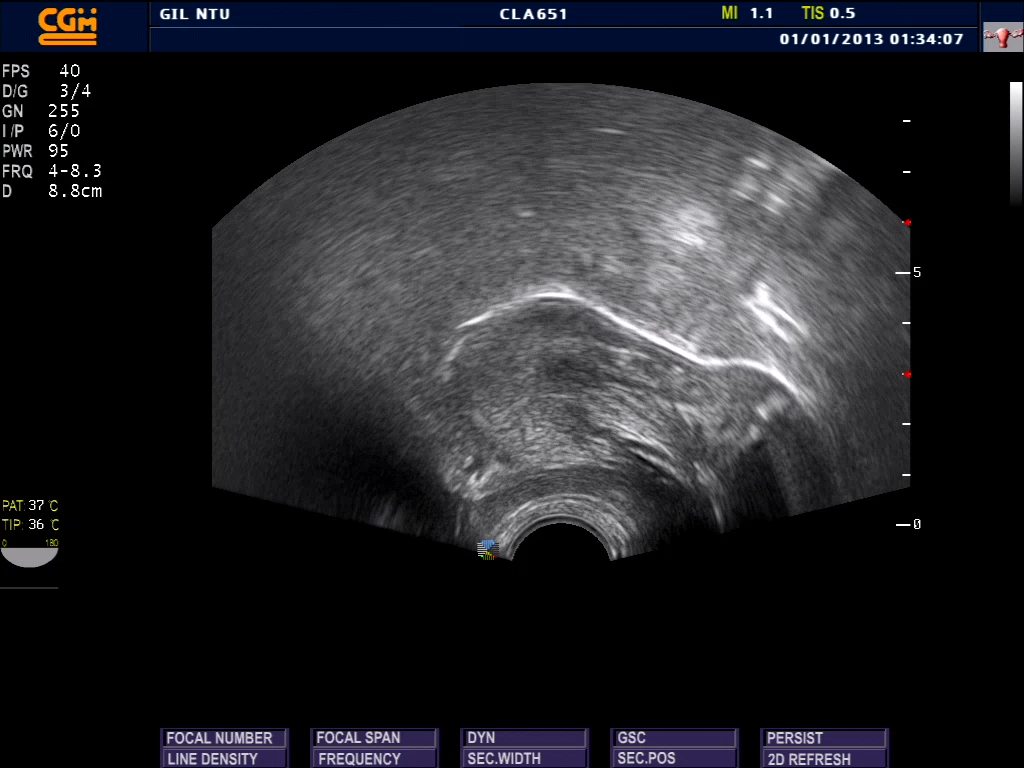 CGM
GIL NTU CLA651 MI 1.1 TIS 0.5
01/01/2013 01:34:07
FPS 40
D/G 3/4
GN 255
I/P 6/0
PWR 95
FRQ 4-8.3
D 8.8cm
5
PAT: 37 °C
TIP: 36 °C
0 180
0
FOCAL NUMBER FOCAL SPAN DYN GSC PERSIST
LINE DENSITY FREQUENCY SEC.WIDTH SEC.POS 2D REFRESH